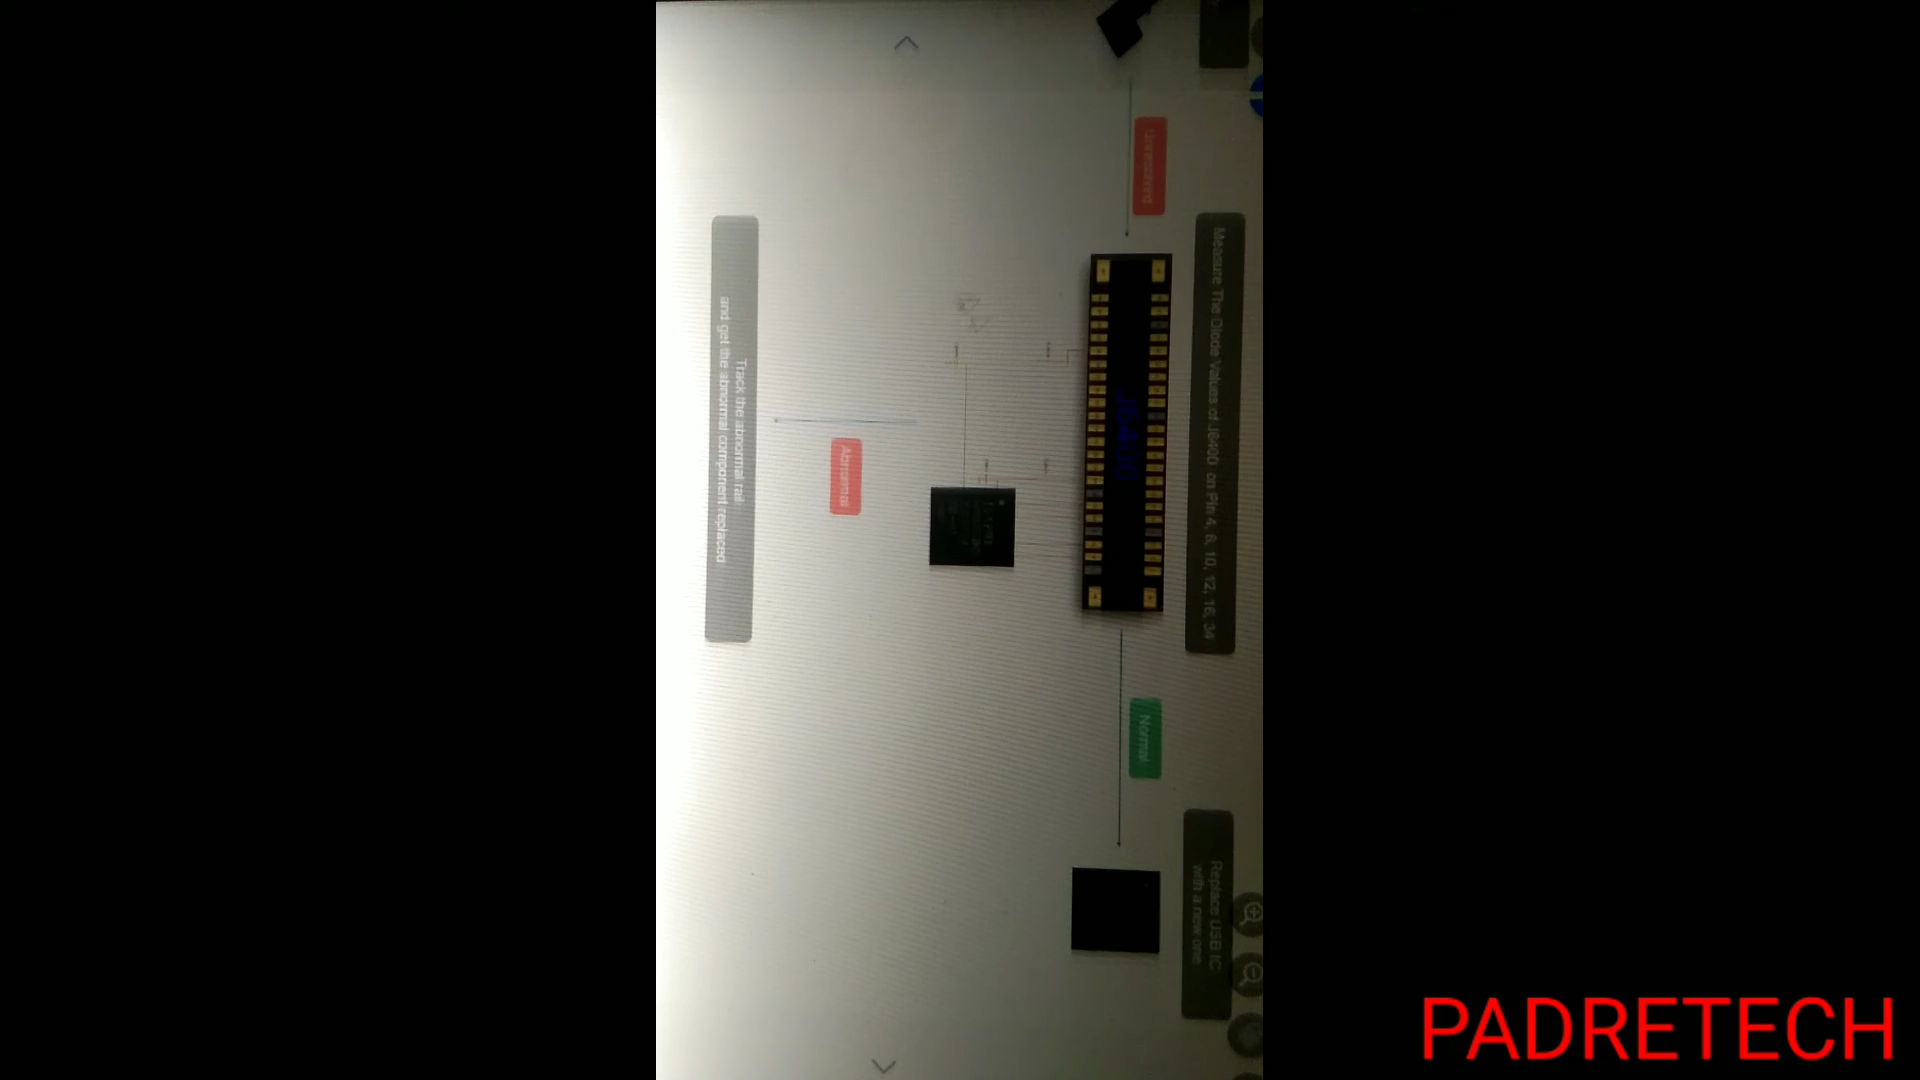 Measure The Diode Values of J6400 on Pin 4, 6, 10, 12, 16, 34
J6400
Normal
Replace USB IC
with a new one
Abnormal
Track the abnormal rail
and get the abnormal component replaced
PADRETECH